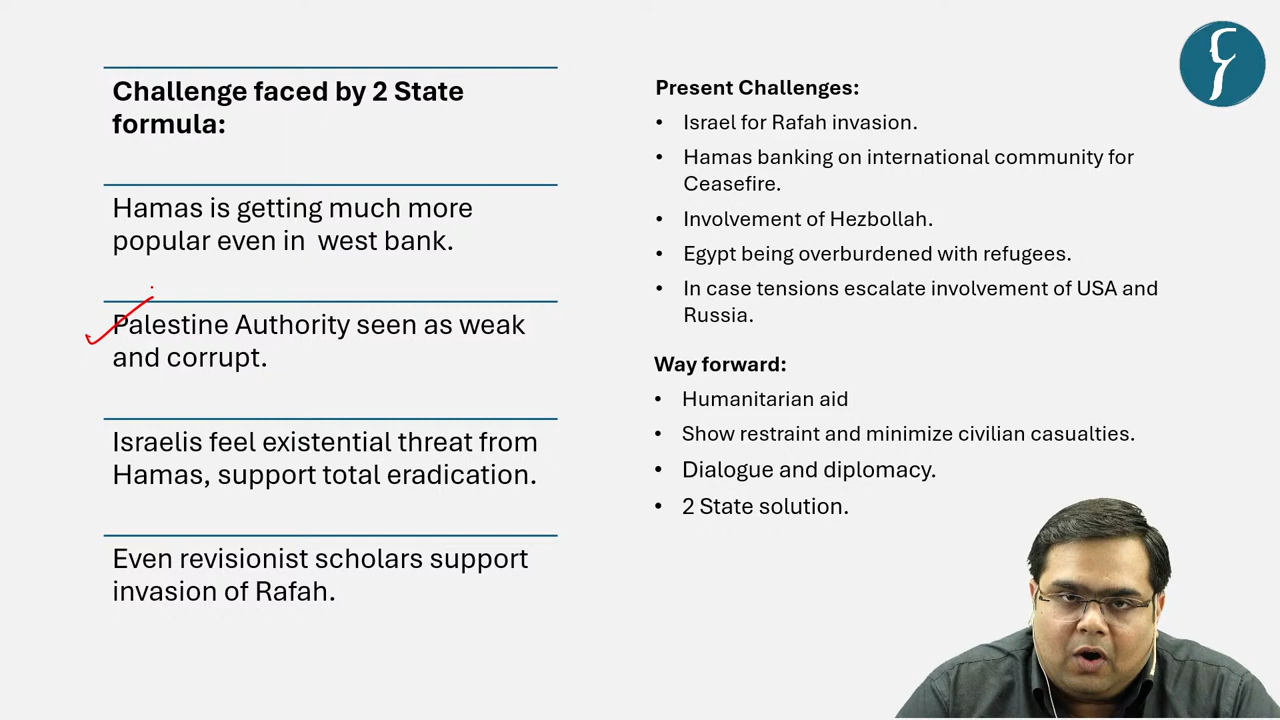 Challenge faced by 2 State
formula:
Hamas is getting much more
popular even in west bank.
Palestine Authority seen as weak
and corrupt.
Israelis feel existential threat from
Hamas, support total eradication.
Even revisionist scholars support
invasion of Rafah.
Present Challenges:
• Israel for Rafah invasion.
• Hamas banking on international community for
Ceasefire.
• Involvement of Hezbollah.
• Egypt being overburdened with refugees.
• In case tensions escalate involvement of USA and
Russia.
Way forward:
• Humanitarian aid
• Show restraint and minimize civilian casualties.
• Dialogue and diplomacy.
• 2 State solution.